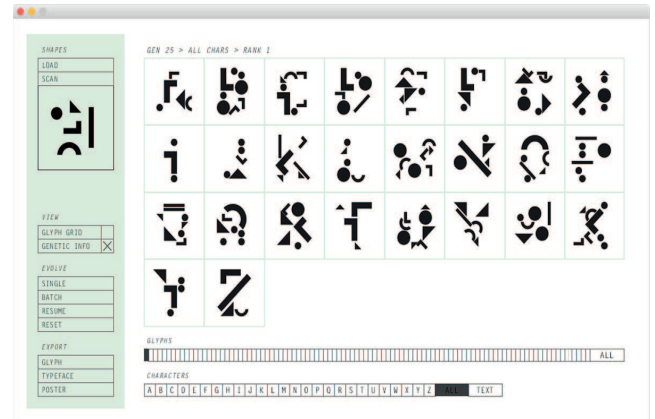 SHAPES
LOAD
SCAN
VIEW
GLYPH GRID
GENETIC INFO
EVOLVE
SINGLE
BATCH
RESUME
RESET
EXPORT
GLYPH
TYPEFACE
POSTER
GEN 25 > ALL CHARS > RANK 1
GLYPHS
ALL
CHARACTERS
A B C D E F G H I J K L M N O P Q R S T U V W X Y Z ALL TEXT